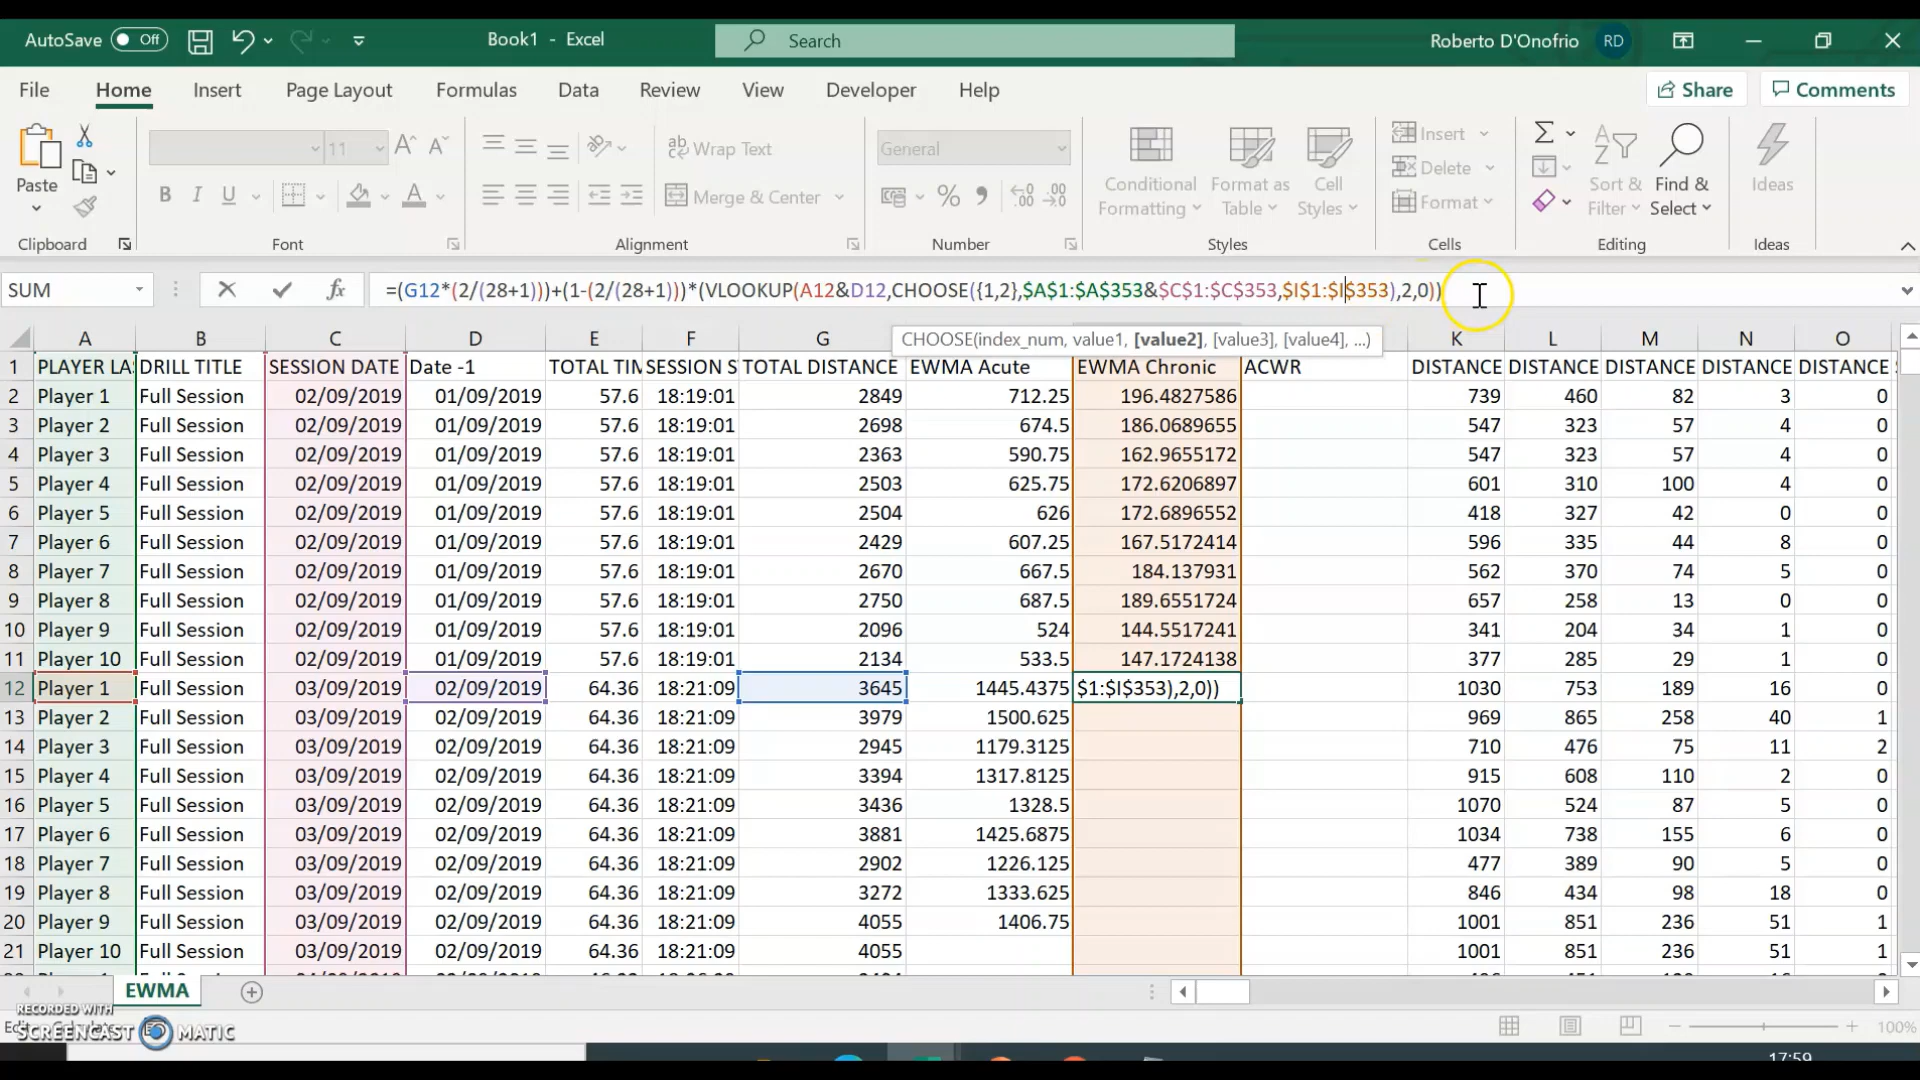 AutoSave Off Book1 - Excel Search Roberto D'Onofrio RD
File Home Insert Page Layout Formulas Data Review View Developer Help Share Comments
Paste 11 Wrap Text General Conditional Formatting Format as Table Cell Styles Insert Sort & Filter Find & Select Ideas
B I U Merge & Center % Delete
Format
Clipboard Font Alignment Number Styles Cells Editing Ideas
SUM fx =(G12*(2/(28+1)))+(1-(2/(28+1)))*(VLOOKUP(A12&D12,CHOOSE({1,2},$A$1:$A$353&$C$1:$C$353,$I$1:$I$353),2,0))
CHOOSE(index_num, value1, [value2], [value3], [value4], ...)
A B C D E F G K L M N O
1 PLAYER LA DRILL TITLE SESSION DATE Date -1 TOTAL TIM SESSION S TOTAL DISTANCE EWMA Acute EWMA Chronic ACWR DISTANCE DISTANCE DISTANCE DISTANCE DISTANCE
2 Player 1 Full Session 02/09/2019 01/09/2019 57.6 18:19:01 2849 712.25 196.4827586 739 460 82 3 0
3 Player 2 Full Session 02/09/2019 01/09/2019 57.6 18:19:01 2698 674.5 186.0689655 547 323 57 4 0
4 Player 3 Full Session 02/09/2019 01/09/2019 57.6 18:19:01 2363 590.75 162.9655172 547 323 57 4 0
5 Player 4 Full Session 02/09/2019 01/09/2019 57.6 18:19:01 2503 625.75 172.6206897 601 310 100 4 0
6 Player 5 Full Session 02/09/2019 01/09/2019 57.6 18:19:01 2504 626 172.6896552 418 327 42 0 0
7 Player 6 Full Session 02/09/2019 01/09/2019 57.6 18:19:01 2429 607.25 167.5172414 596 335 44 8 0
8 Player 7 Full Session 02/09/2019 01/09/2019 57.6 18:19:01 2670 667.5 184.137931 562 370 74 5 0
9 Player 8 Full Session 02/09/2019 01/09/2019 57.6 18:19:01 2750 687.5 189.6551724 657 258 13 0 0
10 Player 9 Full Session 02/09/2019 01/09/2019 57.6 18:19:01 2096 524 144.5517241 341 204 34 1 0
11 Player 10 Full Session 02/09/2019 01/09/2019 57.6 18:19:01 2134 533.5 147.1724138 377 285 29 1 0
12 Player 1 Full Session 03/09/2019 02/09/2019 64.36 18:21:09 3645 1445.4375 $1:$I$353),2,0)) 1030 753 189 16 0
13 Player 2 Full Session 03/09/2019 02/09/2019 64.36 18:21:09 3979 1500.625 969 865 258 40 1
14 Player 3 Full Session 03/09/2019 02/09/2019 64.36 18:21:09 2945 1179.3125 710 476 75 11 2
15 Player 4 Full Session 03/09/2019 02/09/2019 64.36 18:21:09 3394 1317.8125 915 608 110 2 0
16 Player 5 Full Session 03/09/2019 02/09/2019 64.36 18:21:09 3436 1328.5 1070 524 87 5 0
17 Player 6 Full Session 03/09/2019 02/09/2019 64.36 18:21:09 3881 1425.6875 1034 738 155 6 0
18 Player 7 Full Session 03/09/2019 02/09/2019 64.36 18:21:09 2902 1226.125 477 389 90 5 0
19 Player 8 Full Session 03/09/2019 02/09/2019 64.36 18:21:09 3272 1333.625 846 434 98 18 0
20 Player 9 Full Session 03/09/2019 02/09/2019 64.36 18:21:09 4055 1406.75 1001 851 236 51 1
21 Player 10 Full Session 03/09/2019 02/09/2019 64.36 18:21:09 4055 1001 851 236 51 1
EWMA
RECORDED WITH
SCREENCAST MATIC
100%
17:59